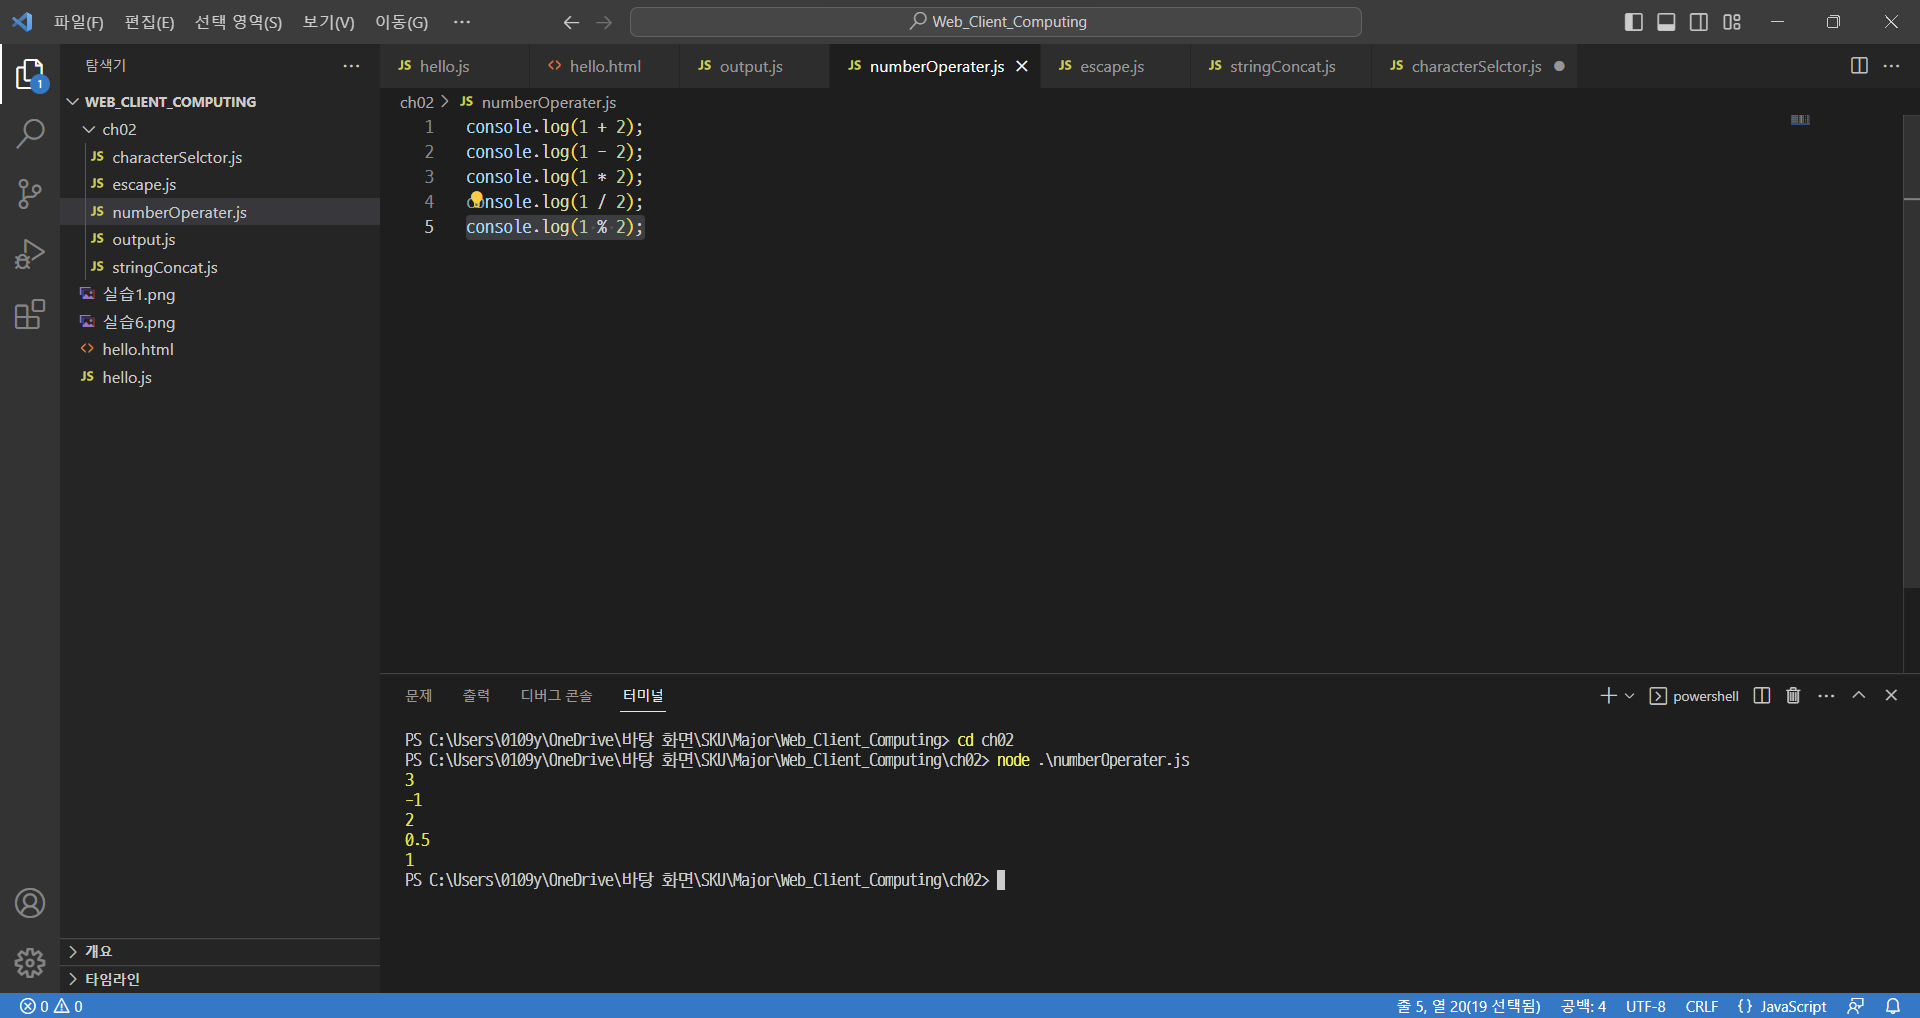 파일(F) 편집(E) 선택 영역(S) 보기(V) 이동(G) ··· Web_Client_Computing
탐색기
1
WEB_CLIENT_COMPUTING
ch02
JS characterSelctor.js
JS escape.js
JS numberOperater.js
JS output.js
JS stringConcat.js
실습1.png
실습6.png
<> hello.html
JS hello.js
개요
타임라인
JS hello.js <> hello.html JS output.js JS numberOperater.js JS escape.js JS stringConcat.js JS characterSelctor.js
ch02 > JS numberOperater.js
1 console.log(1 + 2);
2 console.log(1 - 2);
3 console.log(1 * 2);
4 console.log(1 / 2);
5 console.log(1 % 2);
문제 출력 디버그 콘솔 터미널 powershell
PS C:\Users\0109y\OneDrive\바탕 화면\SKU\Major\Web_Client_Computing> cd ch02
PS C:\Users\0109y\OneDrive\바탕 화면\SKU\Major\Web_Client_Computing\ch02> node .\numberOperater.js
3
-1
2
0.5
1
PS C:\Users\0109y\OneDrive\바탕 화면\SKU\Major\Web_Client_Computing\ch02>
0 0 줄 5, 열 20(19 선택됨) 공백: 4 UTF-8 CRLF {} JavaScript